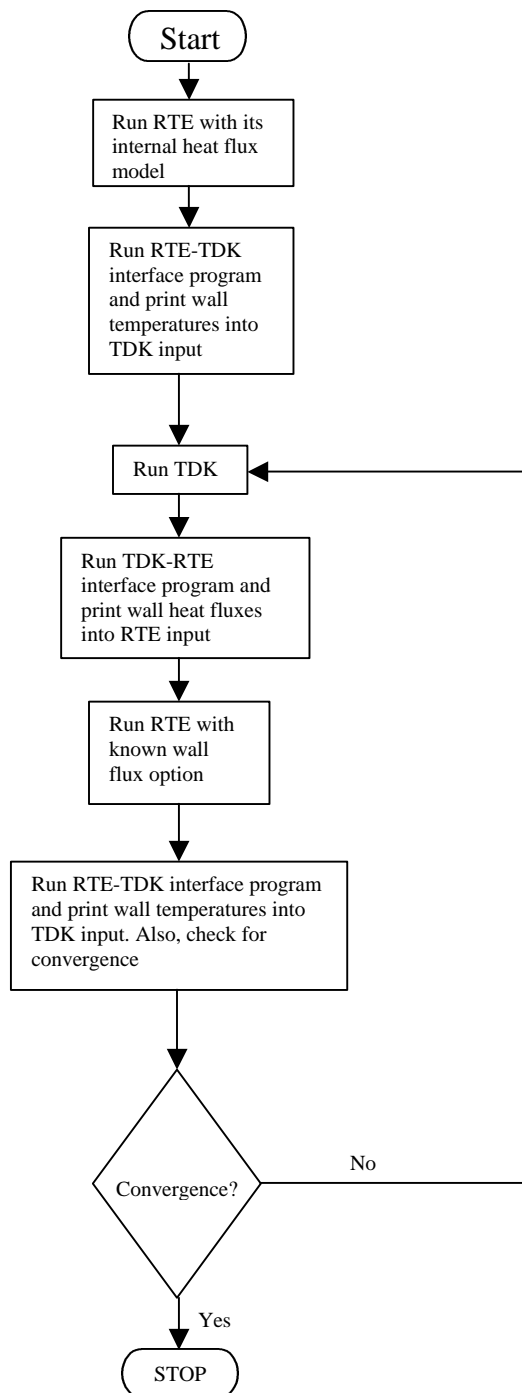 Start
Run RTE with its
internal heat flux
model
Run RTE-TDK
interface program
and print wall
temperatures into
TDK input
Run TDK
Run TDK-RTE
interface program and
print wall heat fluxes
into RTE input
Run RTE with
known wall
flux option
Run RTE-TDK interface program
and print wall temperatures into
TDK input. Also, check for
convergence
Convergence?
No
Yes
STOP